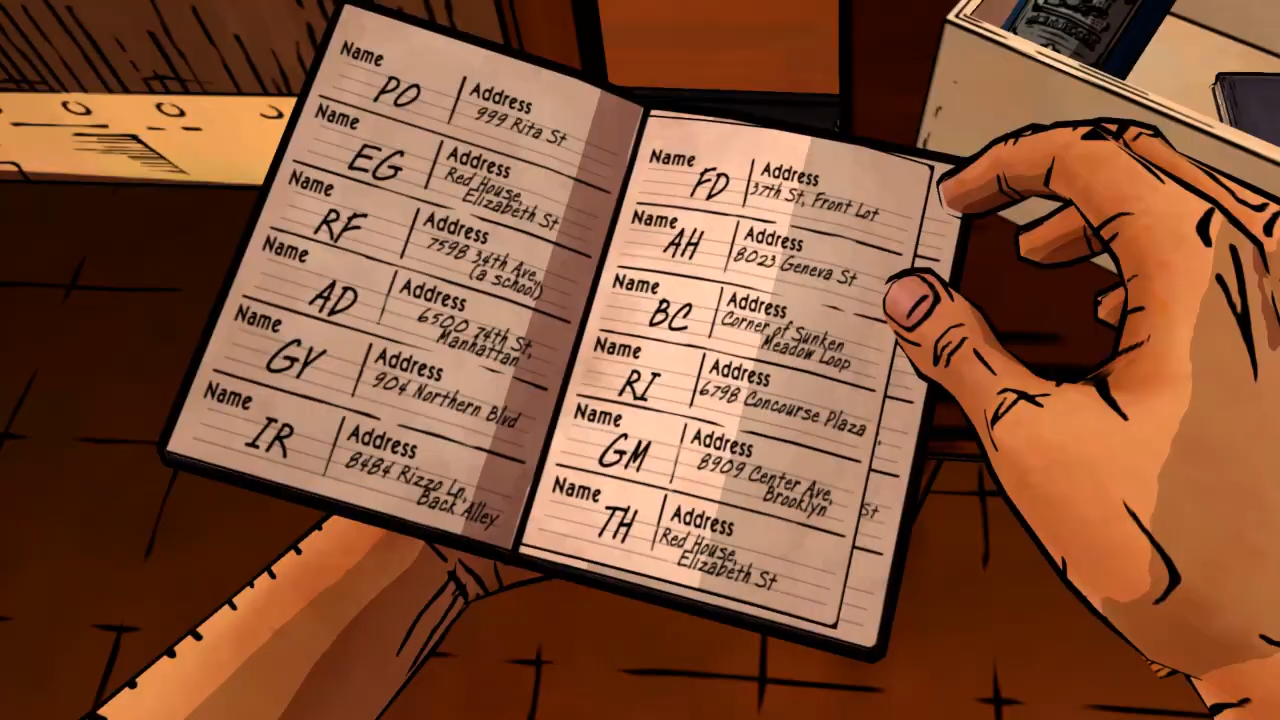 Name
PO
Address
999 Rita St
Name
EG
Address
Red House,
Elizabeth St
Name
RF
Address
7598 34th Ave,
(a school)
Name
AD
Address
6500 74th St,
Manhattan
Name
GY
Address
904 Northern Blvd
Name
IR
Address
8484 Rizzo Ln,
Back Alley
Name
FD
Address
37th St, Front Lot
Name
AH
Address
8023 Geneva St
Name
BC
Address
Corner of Sunken
Meadow Loop
Name
RI
Address
6798 Concourse Plaza
Name
GM
Address
8909 Center Ave,
Brooklyn
Name
TH
Address
Red House,
Elizabeth St
St